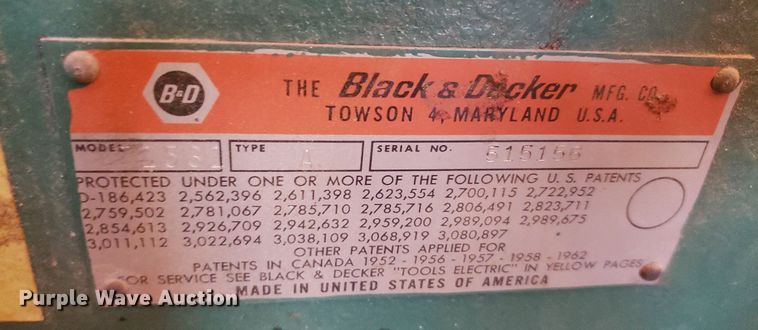 B&D
THE Black & Decker MFG. CO.
TOWSON 4, MARYLAND U.S.A.
MODEL TYPE A SERIAL NO. 515156
PROTECTED UNDER ONE OR MORE OF THE FOLLOWING U.S. PATENTS
D-186,423 2,562,396 2,611,398 2,623,554 2,700,115 2,722,952
2,759,502 2,781,067 2,785,710 2,785,716 2,806,491 2,823,711
2,854,613 2,926,709 2,942,632 2,959,200 2,989,094 2,989,675
3,011,112 3,022,694 3,038,109 3,068,919 3,080,897
OTHER PATENTS APPLIED FOR
PATENTS IN CANADA 1952 - 1956 - 1957 - 1958 - 1962
FOR SERVICE SEE BLACK & DECKER "TOOLS ELECTRIC" IN YELLOW PAGES
MADE IN UNITED STATES OF AMERICA
Purple Wave Auction